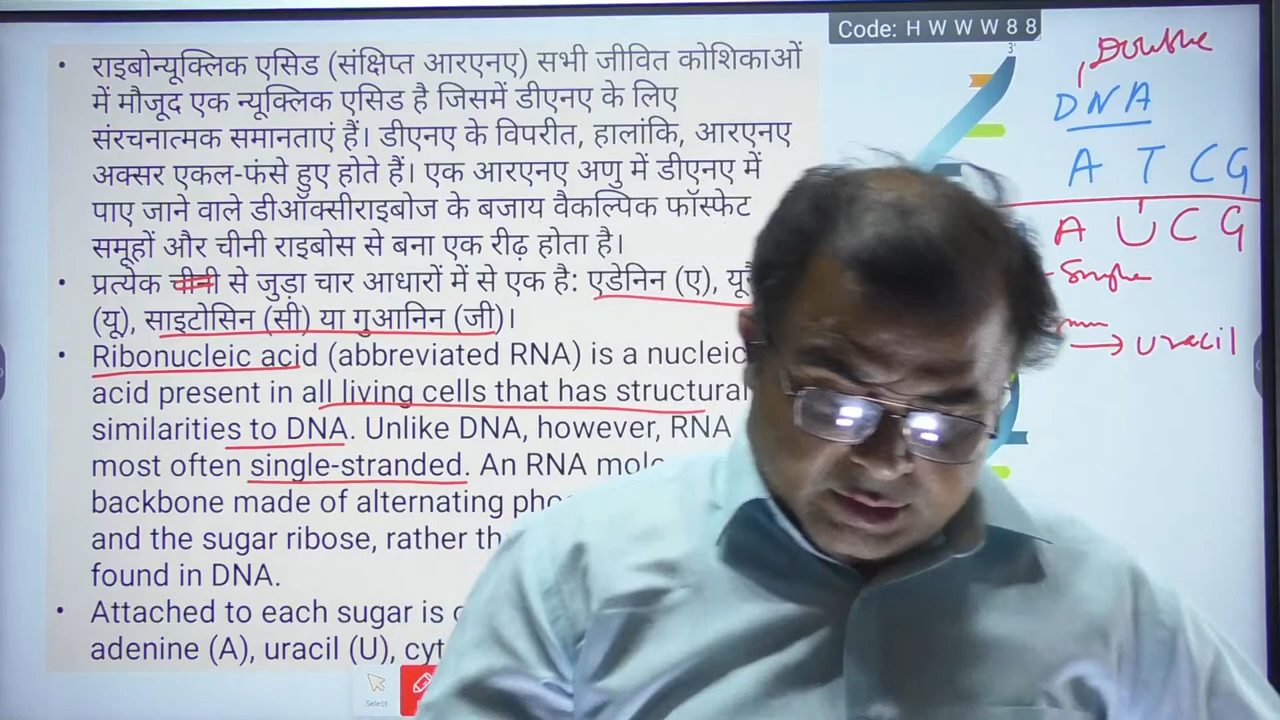 Code: H W W W 8 8
• राइबोन्यूक्लिक एसिड (संक्षिप्त आरएनए) सभी जीवित कोशिकाओं
में मौजूद एक न्यूक्लिक एसिड है जिसमें डीएनए के लिए
संरचनात्मक समानताएं हैं। डीएनए के विपरीत, हालांकि, आरएनए
अक्सर एकल-फंसे हुए होते हैं। एक आरएनए अणु में डीएनए में
पाए जाने वाले डीऑक्सीराइबोज के बजाय वैकल्पिक फॉस्फेट
समूहों और चीनी राइबोस से बना एक रीढ़ होता है।
• प्रत्येक चीनी से जुड़ा चार आधारों में से एक है: एडेनिन (ए),
(यू), साइटोसिन (सी) या गुआनिन (जी)।
• Ribonucleic acid (abbreviated RNA) is a nucleic
acid present in all living cells that has structural
similarities to DNA. Unlike DNA, however, RNA
most often single-stranded. An RNA
backbone made of alternating
and the sugar ribose, rather
found in DNA.
• Attached to each sugar is
adenine (A), uracil (U),
Select
3'
Double
DNA
A T C G
A U C G
Single
→ Uracil